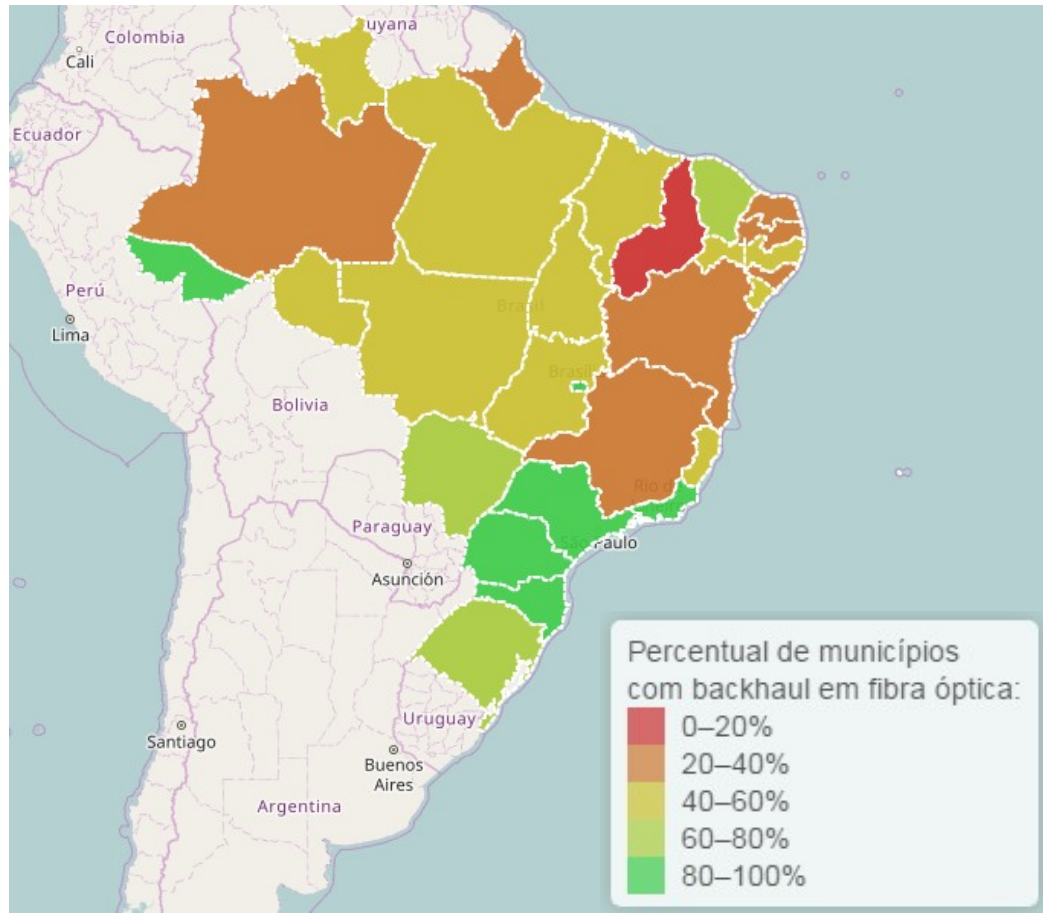 uyana
Colombia
Cali
Ecuador
Perú
Lima
Brasil
Brasíl
Bolivia
Rio d
Paraguay
São Paulo
Asunción
Uruguay
Santiago
Buenos
Aires
Argentina
Percentual de municípios
com backhaul em fibra óptica:
0–20%
20–40%
40–60%
60–80%
80–100%